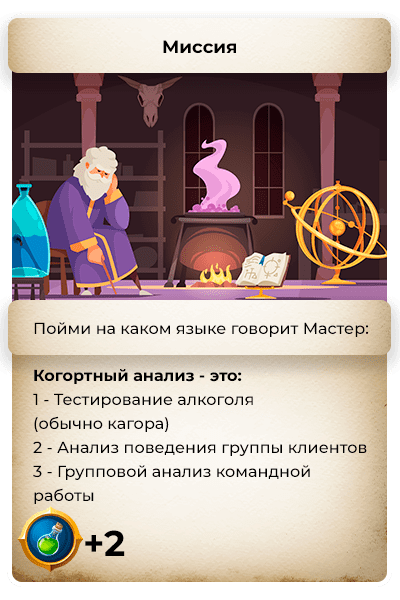 Миссия
Пойми на каком языке говорит Мастер:
Когортный анализ - это:
1 - Тестирование алкоголя
(обычно кагора)
2 - Анализ поведения группы клиентов
3 - Групповой анализ командной
работы
+2